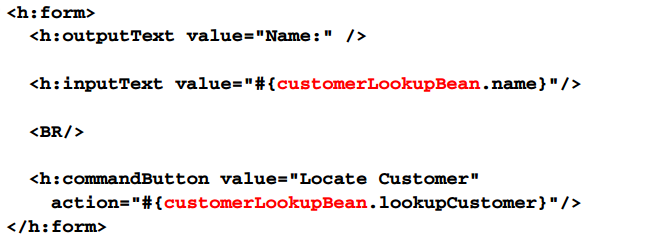 <h:form>
<h:outputText value="Name:" />
<h:inputText value="#{customerLookupBean.name}"/>
<BR/>
<h:commandButton value="Locate Customer"
action="#{customerLookupBean.lookupCustomer}"/>
</h:form>